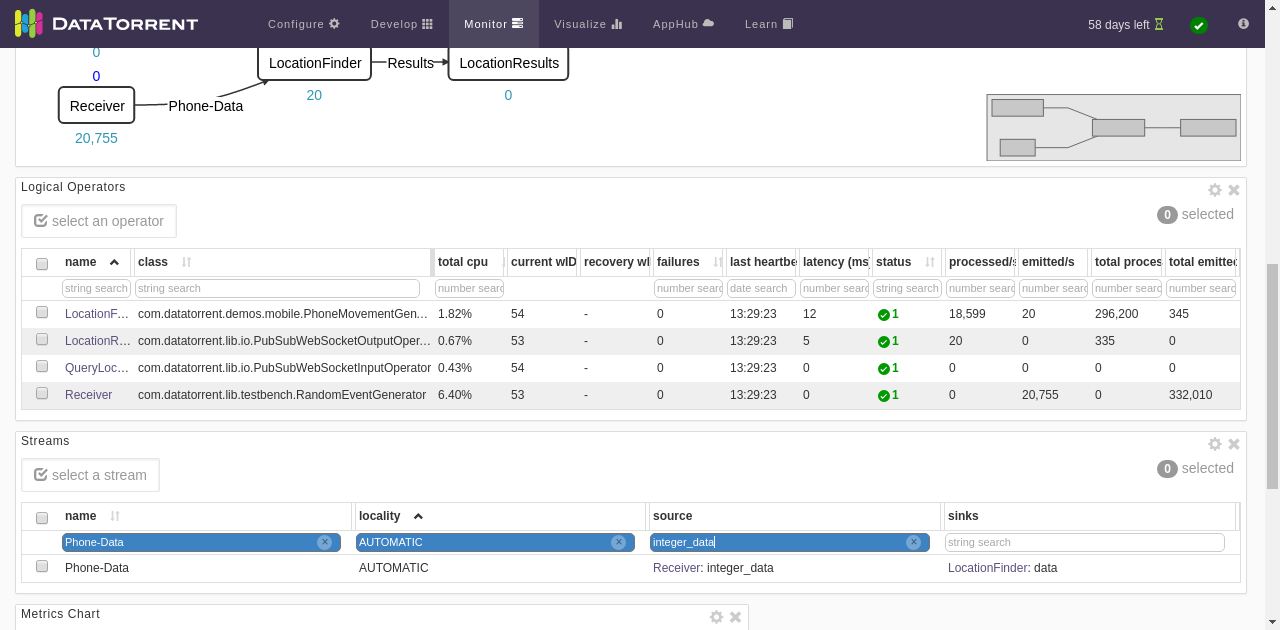 DATATORRENT
Configure
Develop
Monitor
Visualize
AppHub
Learn
58 days left
0
LocationFinder
Results
LocationResults
0
20
0
Receiver
Phone-Data
20,755
Logical Operators
select an operator
0 selected
name class total cpu current wID recovery wI failures last heartbe latency (ms status processed/s emitted/s total proces total emitted
string search string search number searc number searc date search number searc string search number searc number searc number searc number searc
LocationF... com.datatorrent.demos.mobile.PhoneMovementGen... 1.82% 54 - 0 13:29:23 12 1 18,599 20 296,200 345
LocationR... com.datatorrent.lib.io.PubSubWebSocketOutputOper... 0.67% 53 - 0 13:29:23 5 1 20 0 335 0
QueryLoc... com.datatorrent.lib.io.PubSubWebSocketInputOperator 0.43% 54 - 0 13:29:23 0 1 0 0 0 0
Receiver com.datatorrent.lib.testbench.RandomEventGenerator 6.40% 53 - 0 13:29:23 0 1 0 20,755 0 332,010
Streams
select a stream
0 selected
name locality source sinks
Phone-Data AUTOMATIC integer_data string search
Phone-Data AUTOMATIC Receiver: integer_data LocationFinder: data
Metrics Chart